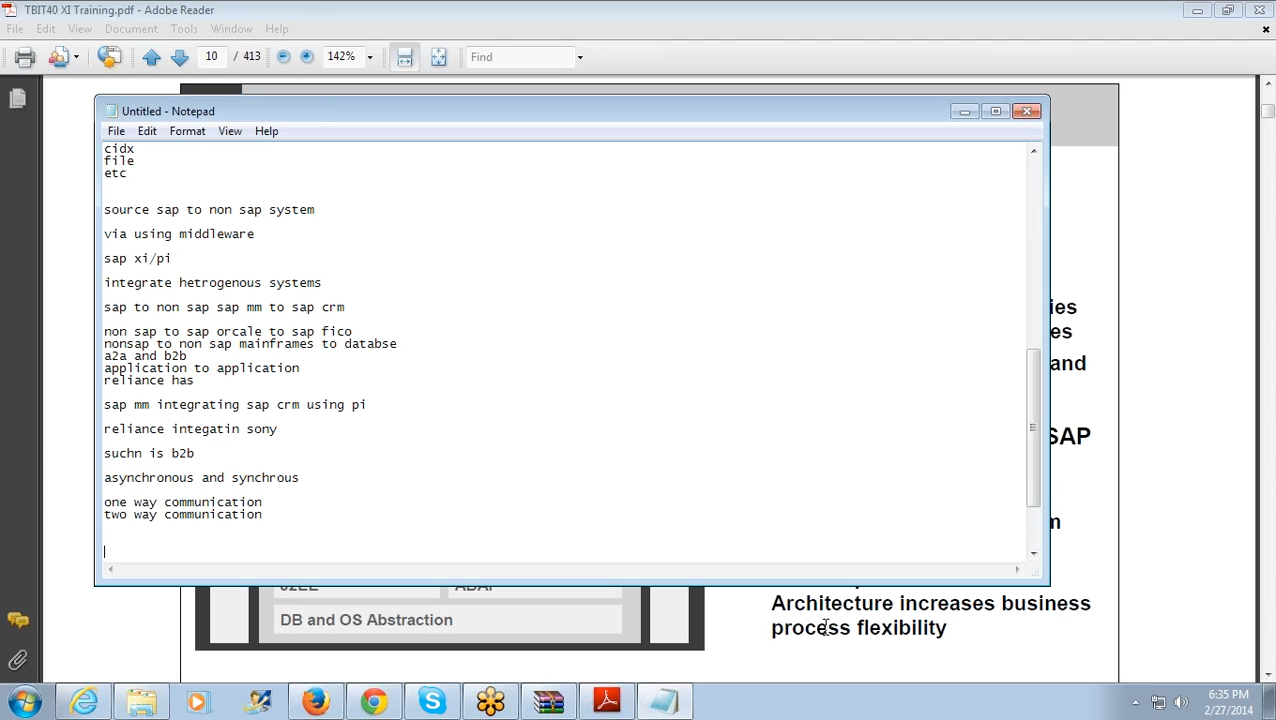 TBIT40 XI Training.pdf - Adobe Reader
File Edit View Document Tools Window Help
10 / 413 142% Find
Untitled - Notepad
File Edit Format View Help
cidx
file
etc
source sap to non sap system
via using middleware
sap xi/pi
integrate hetrogenous systems
sap to non sap sap mm to sap crm
non sap to sap orcale to sap fico
nonsap to non sap mainframes to databse
a2a and b2b
application to application
reliance has
sap mm integrating sap crm using pi
reliance integatin sony
suchn is b2b
asynchronous and synchrous
one way communication
two way communication
ies
es
and
SAP
m
J2EE ABAP
DB and OS Abstraction
Architecture increases business
process flexibility
6:35 PM
2/27/2014